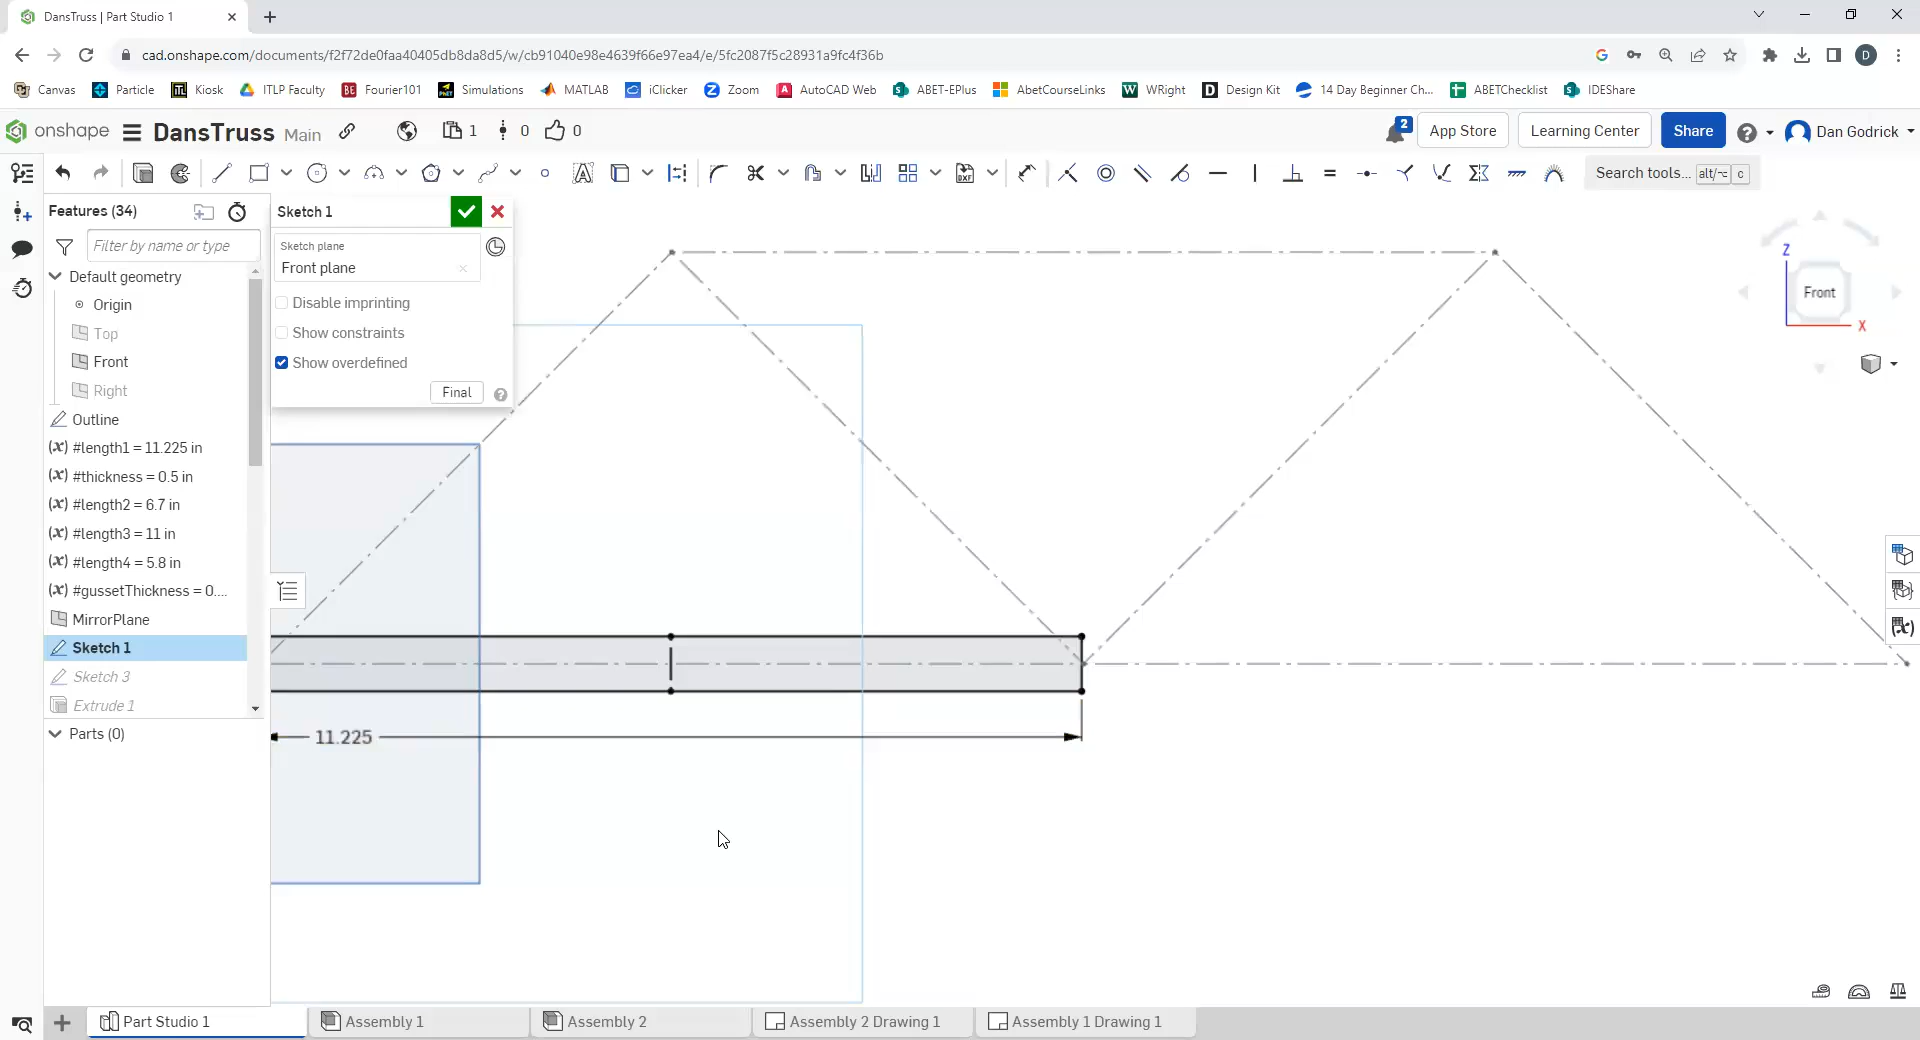 DansTruss | Part Studio 1
cad.onshape.com/documents/f2f72de0faa40405db8da8d5/w/cb91040e98e4639f66e97ea4/e/5fc2087f5c28931a9fc4f36b
D
Canvas Particle Kiosk ITLP Faculty Fourier101 Simulations MATLAB iClicker Zoom AutoCAD Web ABET-EPlus AbetCourseLinks WRight Design Kit 14 Day Beginner Ch... ABETChecklist IDEShare
onshape DansTruss Main 1 0 0 2 App Store Learning Center Share Dan Godrick
Search tools... alt/⌥ c
Features (34)
Filter by name or type
Default geometry
Origin
Top
Front
Right
Outline
(x) #length1 = 11.225 in
(x) #thickness = 0.5 in
(x) #length2 = 6.7 in
(x) #length3 = 11 in
(x) #length4 = 5.8 in
(x) #gussetThickness = 0....
MirrorPlane
Sketch 1
Sketch 3
Extrude 1
Parts (0)
Sketch 1
Sketch plane
Front plane
Disable imprinting
Show constraints
Show overdefined
Final
11.225
Z
Front
X
(x)
Part Studio 1 Assembly 1 Assembly 2 Assembly 2 Drawing 1 Assembly 1 Drawing 1